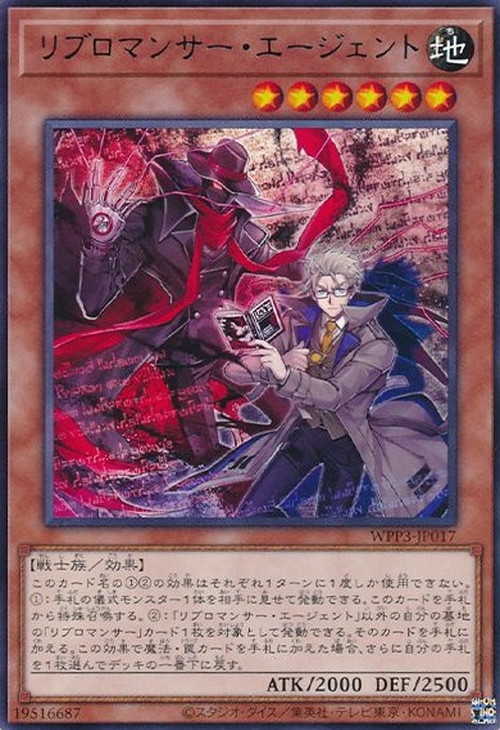 リブロマンサー・エージェント
地
WPP3-JP017
【戦士族／効果】
このカード名の①②の効果はそれぞれ1ターンに1度しか使用できない。
①：手札の儀式モンスター1体を相手に見せて発動できる。このカードを手札
から特殊召喚する。②：「リブロマンサー・エージェント」以外の自分の墓地
の「リブロマンサー」カード1枚を対象として発動できる。そのカードを手札に
加える。この効果で魔法・罠カードを手札に加えた場合、さらに自分の手札
を1枚選んでデッキの一番下に戻す。
ATK/2000 DEF/2500
19516687
©スタジオ・ダイス／集英社・テレビ東京・KONAMI